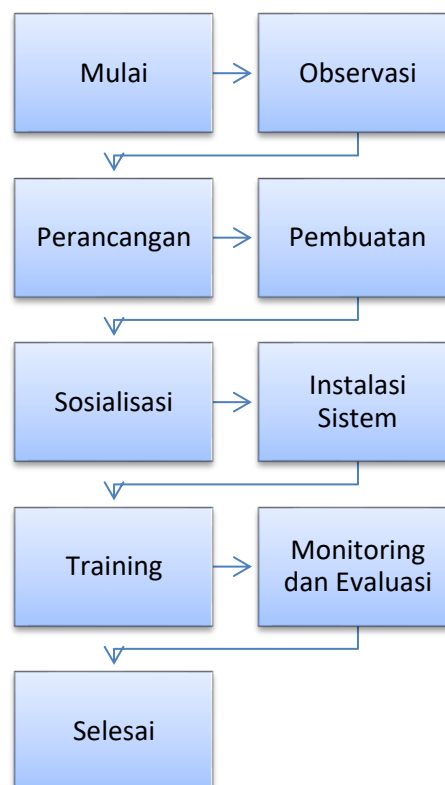 Mulai
Observasi
Perancangan
Pembuatan
Sosialisasi
Instalasi
Sistem
Training
Monitoring
dan Evaluasi
Selesai